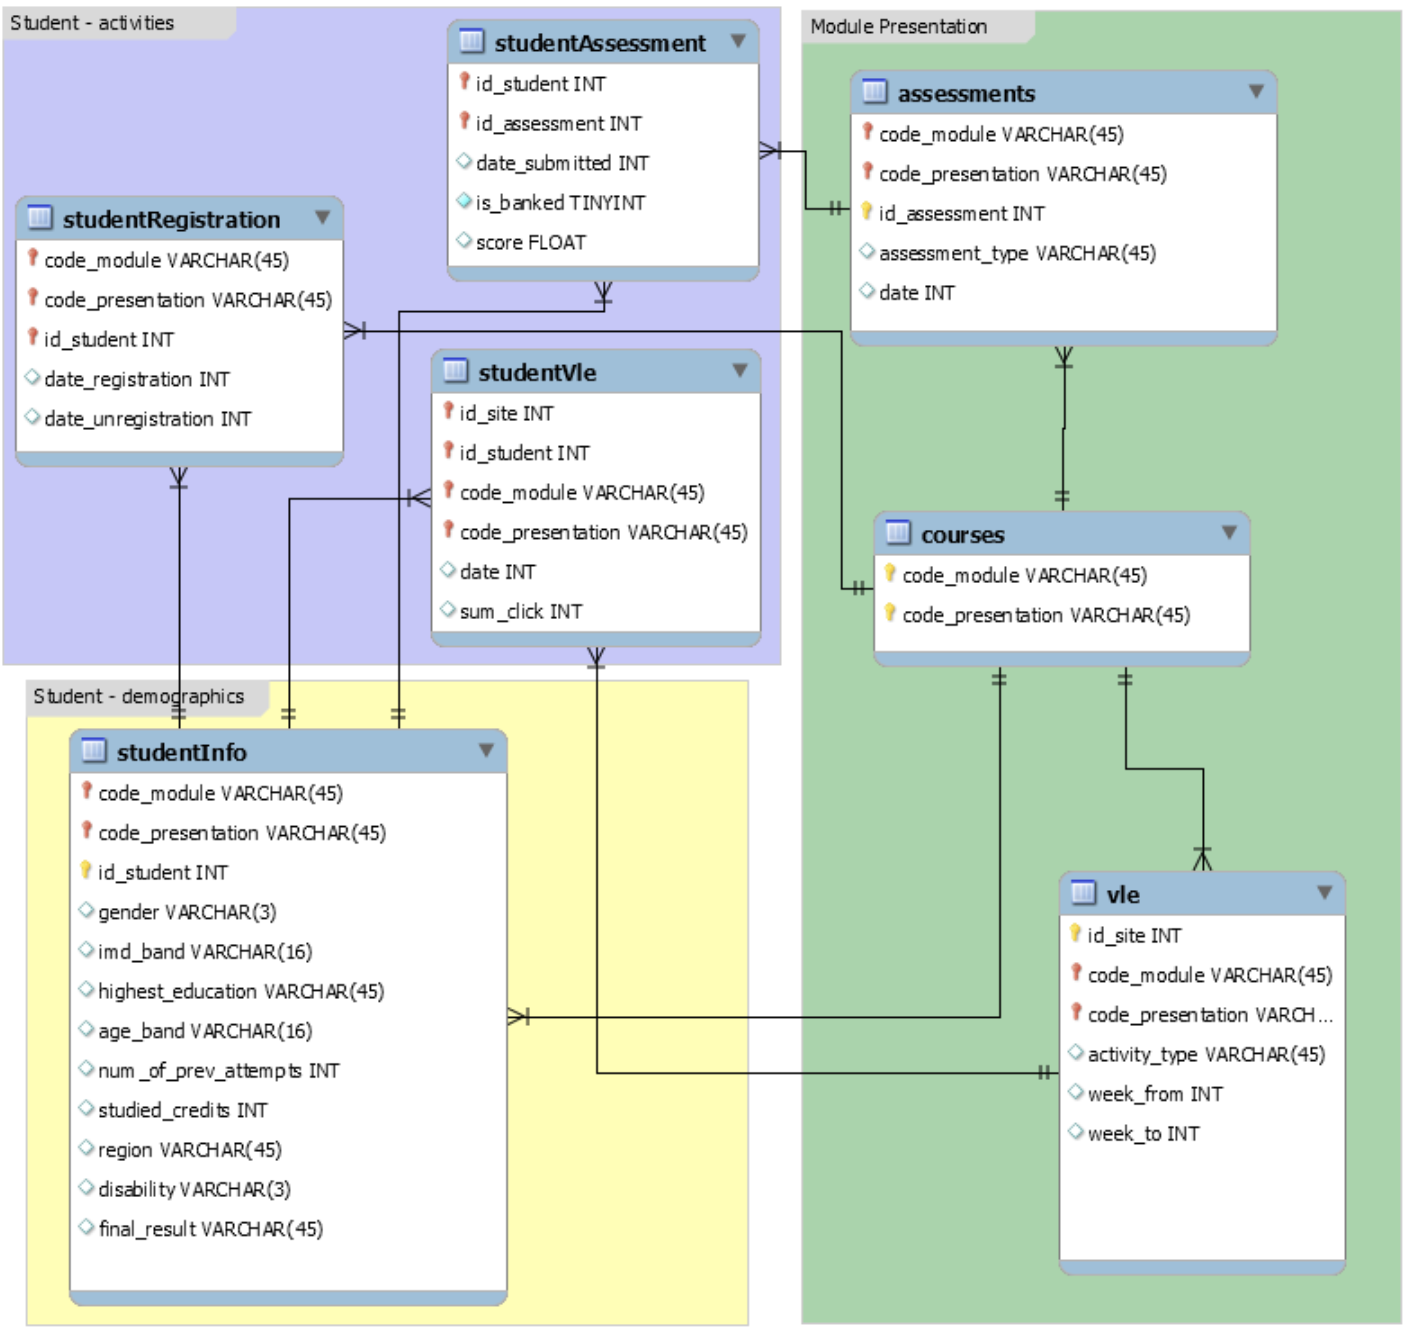 Student - activities
studentAssessment
id_student INT
id_assessment INT
date_submitted INT
is_banked TINYINT
score FLOAT
studentRegistration
code_module VARCHAR(45)
code_presentation VARCHAR(45)
id_student INT
date_registration INT
date_unregistration INT
studentVle
id_site INT
id_student INT
code_module VARCHAR(45)
code_presentation VARCHAR(45)
date INT
sum_click INT
Student - demographics
studentInfo
code_module VARCHAR(45)
code_presentation VARCHAR(45)
id_student INT
gender VARCHAR(3)
imd_band VARCHAR(16)
highest_education VARCHAR(45)
age_band VARCHAR(16)
num_of_prev_attempts INT
studied_credits INT
region VARCHAR(45)
disability VARCHAR(3)
final_result VARCHAR(45)
Module Presentation
assessments
code_module VARCHAR(45)
code_presentation VARCHAR(45)
id_assessment INT
assessment_type VARCHAR(45)
date INT
courses
code_module VARCHAR(45)
code_presentation VARCHAR(45)
vle
id_site INT
code_module VARCHAR(45)
code_presentation VARCH...
activity_type VARCHAR(45)
week_from INT
week_to INT